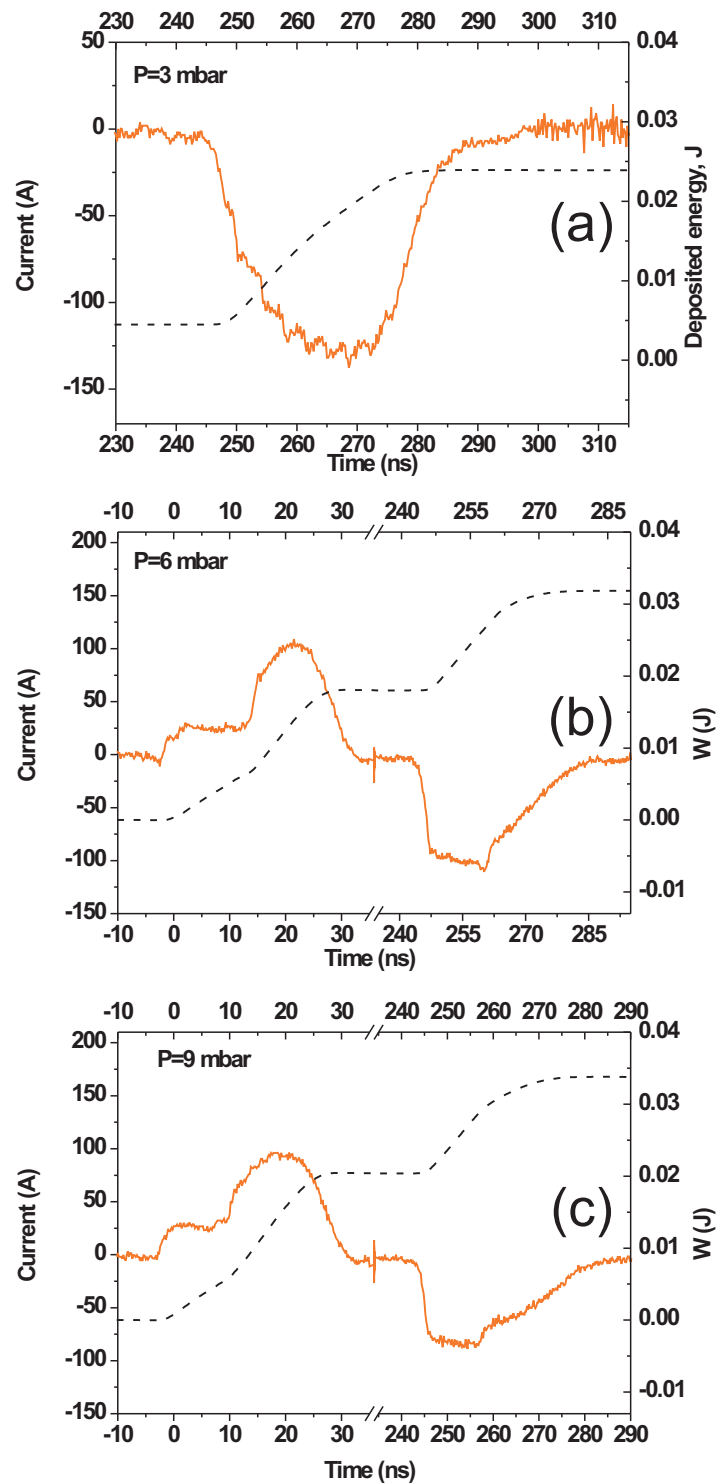 230 240 250 260 270 280 290 300 310
50 0.04
P=3 mbar
0 0.03
-50 0.02
(a)
Current (A)
Deposited energy, J
-100 0.01
-150 0.00
230 240 250 260 270 280 290 300 310
Time (ns)
-10 0 10 20 30 240 255 270 285
200 0.04
P=6 mbar
150 0.03
100 0.02
50
(b)
Current (A)
W (J)
0 0.01
-50 0.00
-100 -0.01
-150
-10 0 10 20 30 240 255 270 285
Time (ns)
-10 0 10 20 30 240 250 260 270 280 290
200 0.04
P=9 mbar
150 0.03
100 0.02
50
(c)
Current (A)
W (J)
0 0.01
-50 0.00
-100 -0.01
-150
-10 0 10 20 30 240 250 260 270 280 290
Time (ns)